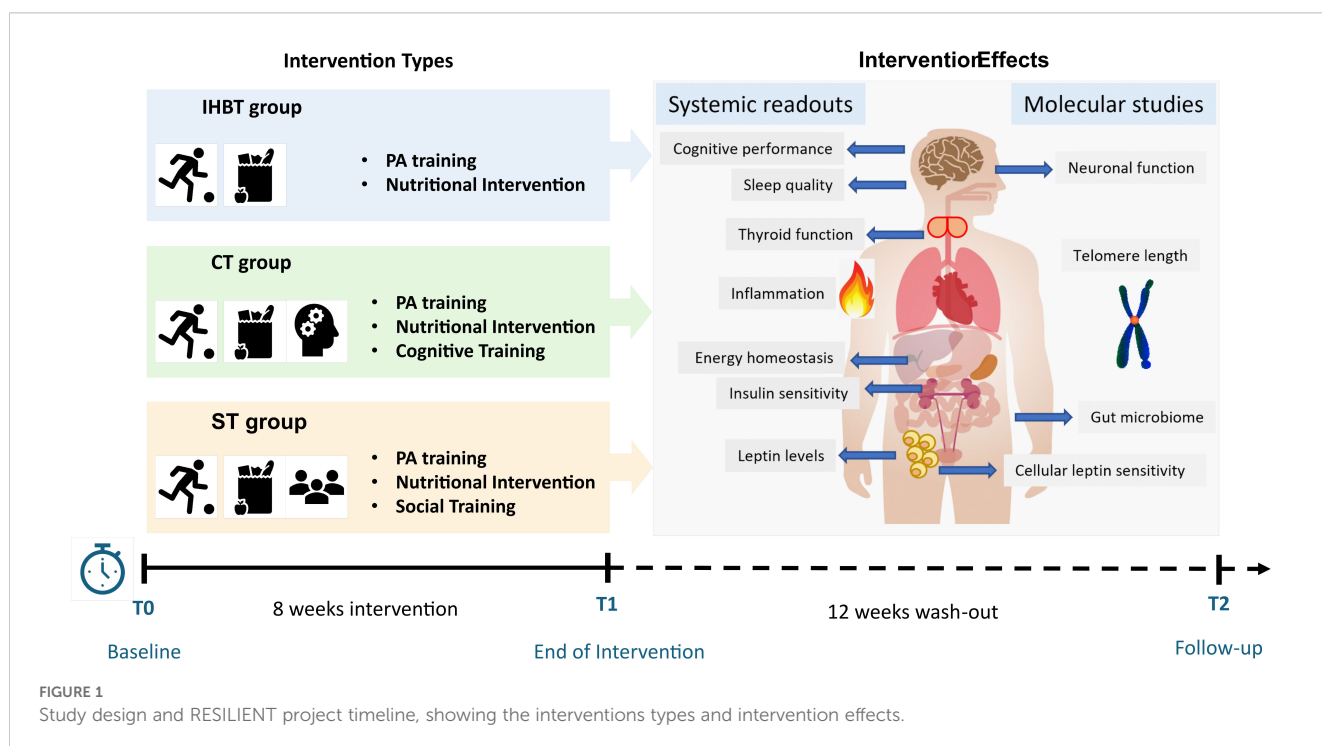 Intervention Types
InterventionEffects
IHBT group
• PA training
• Nutritional Intervention
CT group
• PA training
• Nutritional Intervention
• Cognitive Training
ST group
• PA training
• Nutritional Intervention
• Social Training
Systemic readouts
Molecular studies
Cognitive performance
Sleep quality
Thyroid function
Inflammation
Energy homeostasis
Insulin sensitivity
Leptin levels
Neuronal function
Telomere length
Gut microbiome
Cellular leptin sensitivity
T0
8 weeks intervention
T1
12 weeks wash-out
T2
Baseline
End of Intervention
Follow-up
FIGURE 1
Study design and RESILIENT project timeline, showing the interventions types and intervention effects.